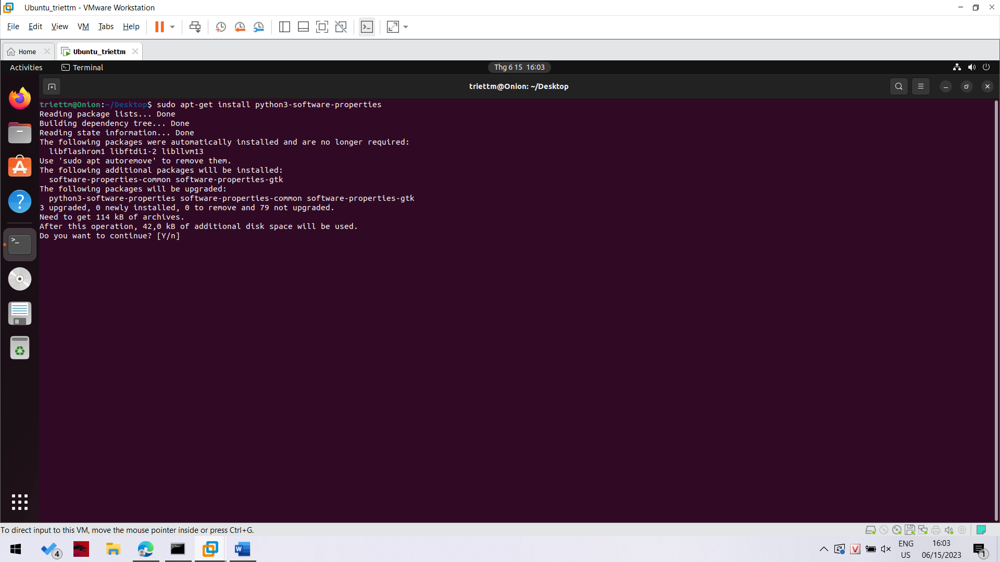 Ubuntu_triettm - VMware Workstation
File Edit View VM Tabs Help
Home
Ubuntu_triettm
Activities
Terminal
Thg 6 15 16:03
triettm@Onion: ~/Desktop
triettm@Onion:~/Desktop$ sudo apt-get install python3-software-properties
Reading package lists... Done
Building dependency tree... Done
Reading state information... Done
The following packages were automatically installed and are no longer required:
libflashrom1 libftdi1-2 libllvm13
Use 'sudo apt autoremove' to remove them.
The following additional packages will be installed:
software-properties-common software-properties-gtk
The following packages will be upgraded:
python3-software-properties software-properties-common software-properties-gtk
3 upgraded, 0 newly installed, 0 to remove and 79 not upgraded.
Need to get 114 kB of archives.
After this operation, 42,0 kB of additional disk space will be used.
Do you want to continue? [Y/n]
To direct input to this VM, move the mouse pointer inside or press Ctrl+G.
4
ENG
US
16:03
06/15/2023
1